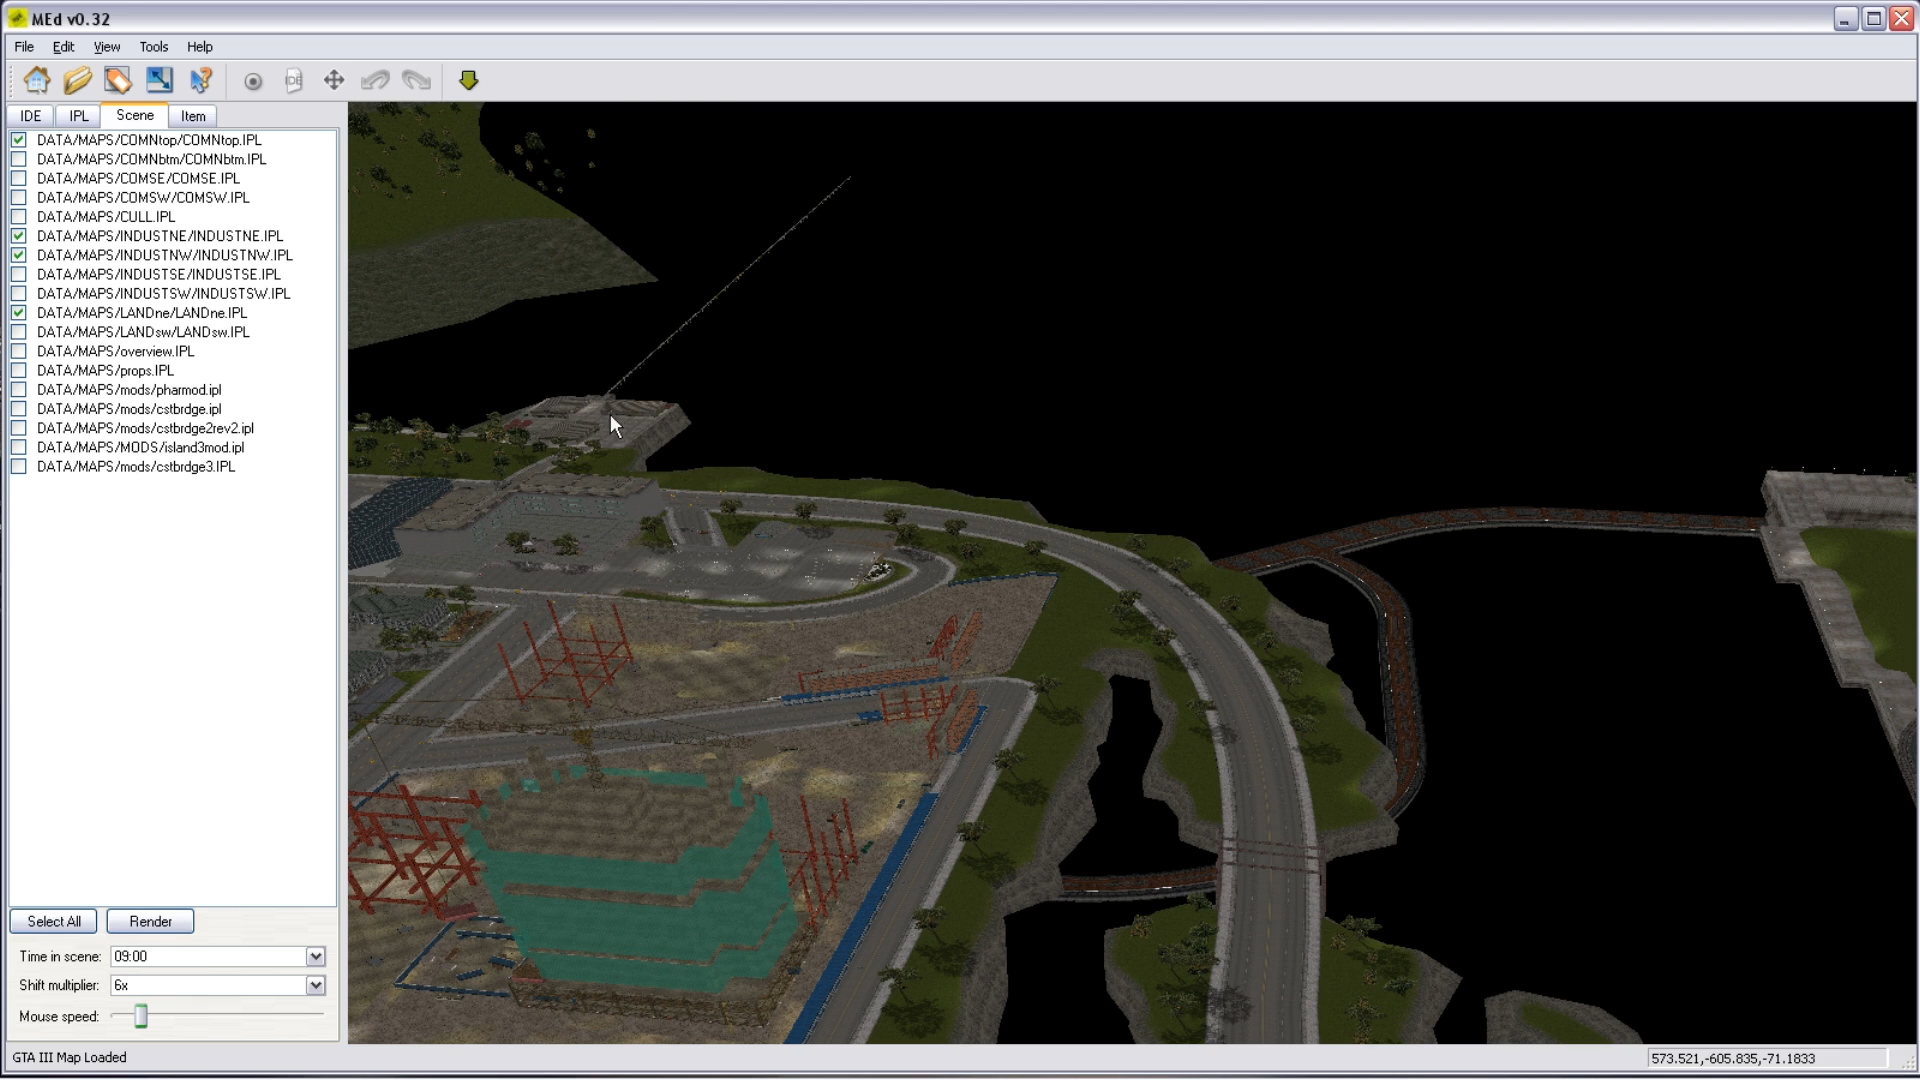 MEd v0.32
File Edit View Tools Help
IDE
IDE IPL Scene Item
DATA/MAPS/COMNtop/COMNtop.IPL
DATA/MAPS/COMNbtm/COMNbtm.IPL
DATA/MAPS/COMSE/COMSE.IPL
DATA/MAPS/COMSW/COMSW.IPL
DATA/MAPS/CULL.IPL
DATA/MAPS/INDUSTNE/INDUSTNE.IPL
DATA/MAPS/INDUSTNW/INDUSTNW.IPL
DATA/MAPS/INDUSTSE/INDUSTSE.IPL
DATA/MAPS/INDUSTSW/INDUSTSW.IPL
DATA/MAPS/LANDne/LANDne.IPL
DATA/MAPS/LANDsw/LANDsw.IPL
DATA/MAPS/overview.IPL
DATA/MAPS/props.IPL
DATA/MAPS/mods/pharmod.ipl
DATA/MAPS/mods/cstbrdge.ipl
DATA/MAPS/mods/cstbrdge2rev2.ipl
DATA/MAPS/MODS/island3mod.ipl
DATA/MAPS/mods/cstbrdge3.IPL
Select All Render
Time in scene: 09:00
Shift multiplier: 6x
Mouse speed:
GTA III Map Loaded 573.521,-605.835,-71.1833